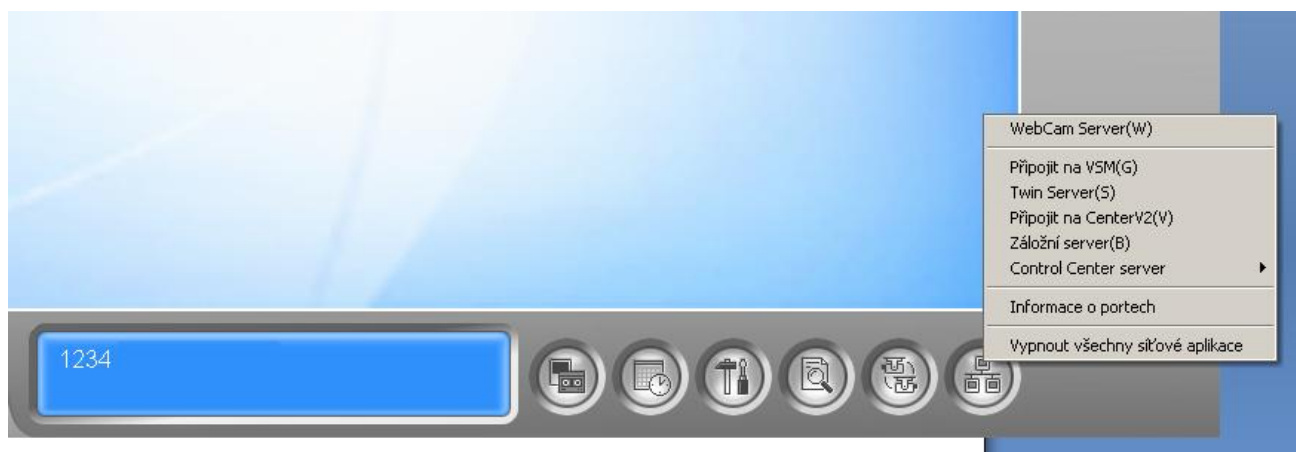 WebCam Server(W)
Připojit na VSM(G)
Twin Server(S)
Připojit na CenterV2(V)
Záložní server(B)
Control Center server
Informace o portech
Vypnout všechny síťové aplikace
1234